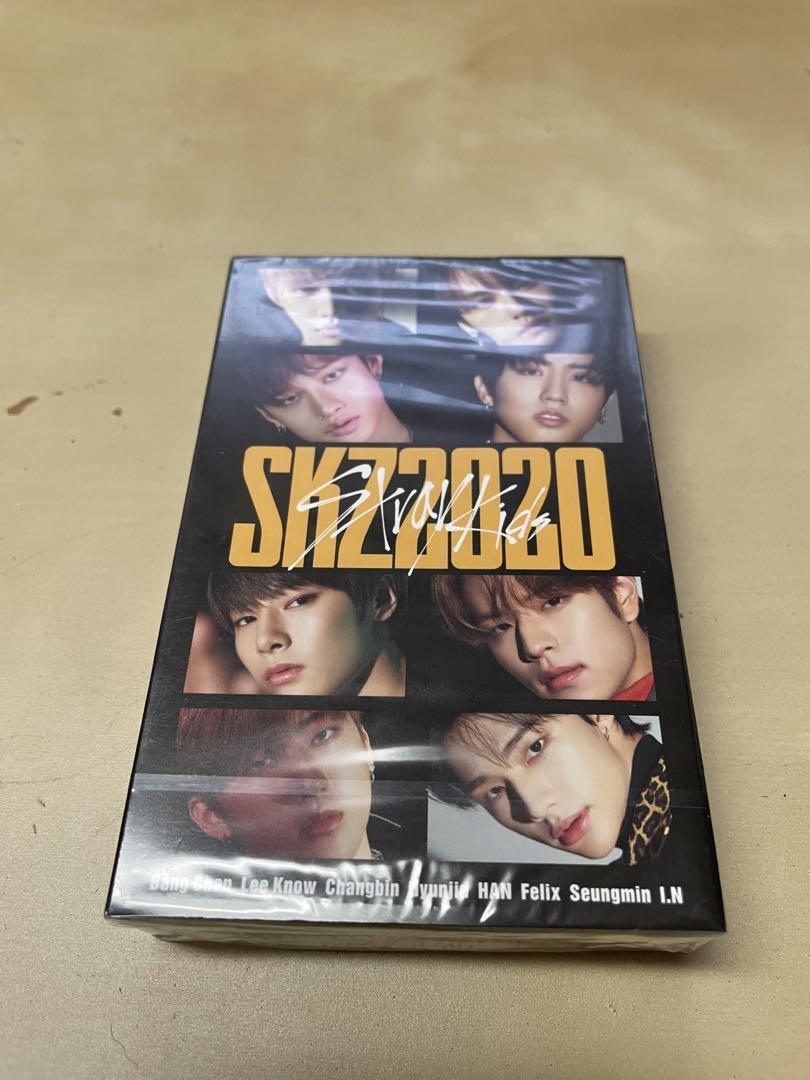 SKZ2020
Stray Kids
Bang Chan Lee Know Changbin Hyunjin HAN Felix Seungmin I.N